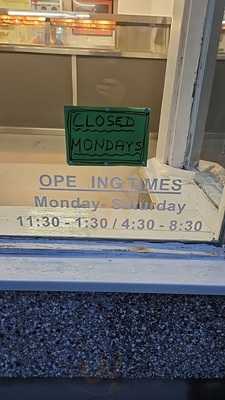 CLOSED
MONDAYS
OPE ING TIMES
Monday - Saturday
11:30 - 1:30 / 4:30 - 8:30